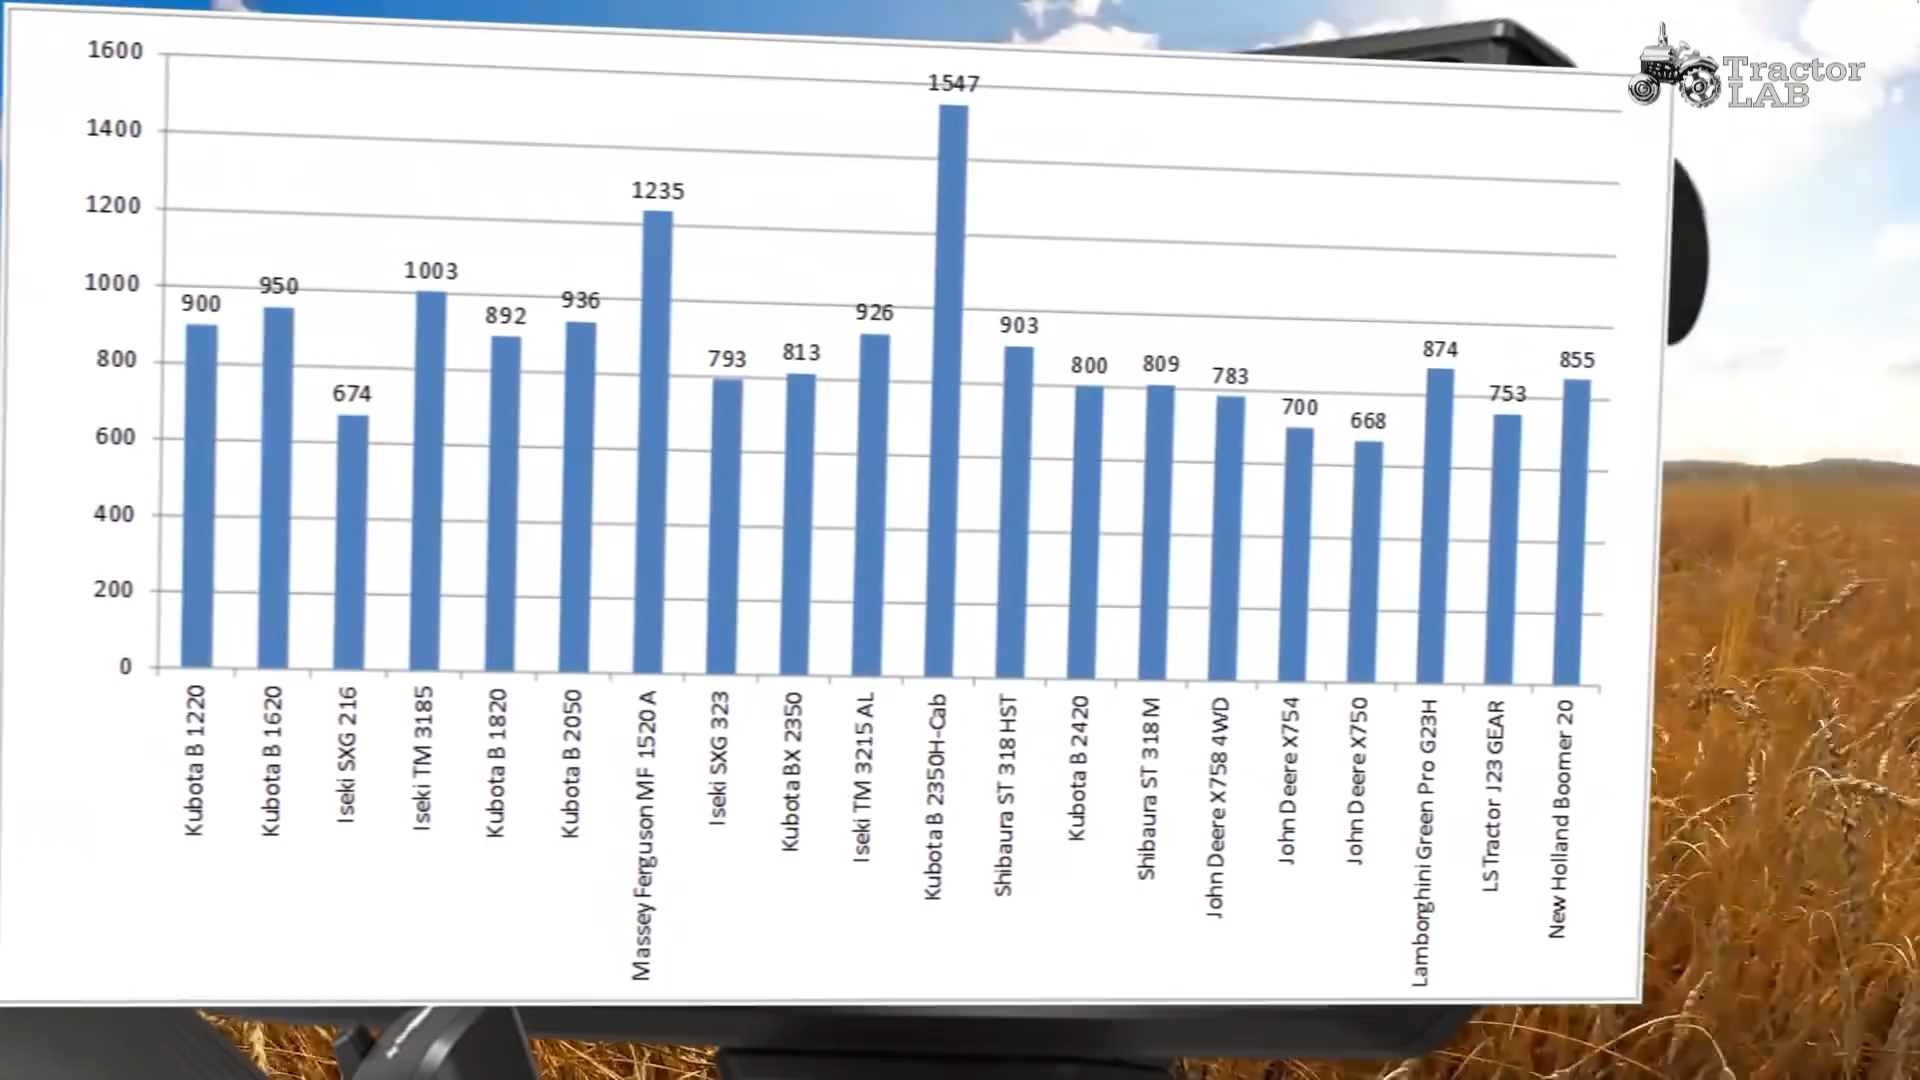 Tractor
LAB
1600
1400
1200
1000
800
600
400
200
0
900
950
674
1003
892
936
1235
793
813
926
1547
903
800
809
783
700
668
874
753
855
Kubota B 1220
Kubota B 1620
Iseki SXG 216
Iseki TM 3185
Kubota B 1820
Kubota B 2050
Massey Ferguson MF 1520 A
Iseki SXG 323
Kubota BX 2350
Iseki TM 3215 AL
Kubota B 2350H-Cab
Shibaura ST 318 HST
Kubota B 2420
Shibaura ST 318 M
John Deere X758 4WD
John Deere X754
John Deere X750
Lamborghini Green Pro G23H
LS Tractor J23 GEAR
New Holland Boomer 20